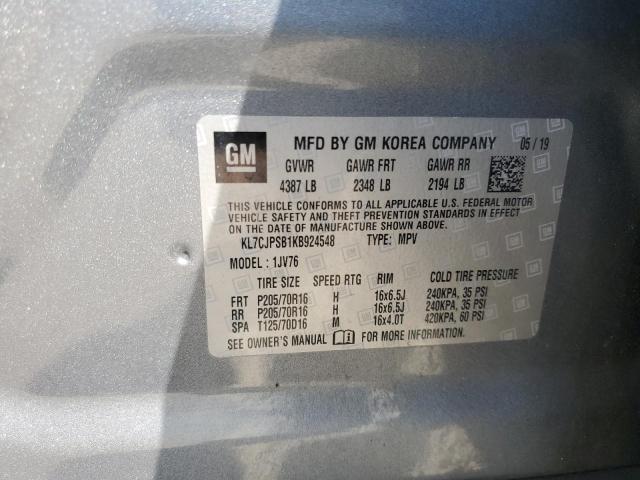 GM MFD BY GM KOREA COMPANY 05/19
GVWR GAWR FRT GAWR RR
4387 LB 2348 LB 2194 LB
THIS VEHICLE CONFORMS TO ALL APPLICABLE U.S. FEDERAL MOTOR
VEHICLE SAFETY AND THEFT PREVENTION STANDARDS IN EFFECT ON
THE DATE OF MANUFACTURE SHOWN ABOVE.
KL7CJPSB1KB924548 TYPE: MPV
MODEL: 1JV76
TIRE SIZE SPEED RTG RIM COLD TIRE PRESSURE
FRT P205/70R16 H 16x6.5J 240KPA, 35 PSI
RR P205/70R16 H 16x6.5J 240KPA, 35 PSI
SPA T125/70D16 M 16x4.0T 420KPA, 60 PSI
SEE OWNER'S MANUAL FOR MORE INFORMATION.